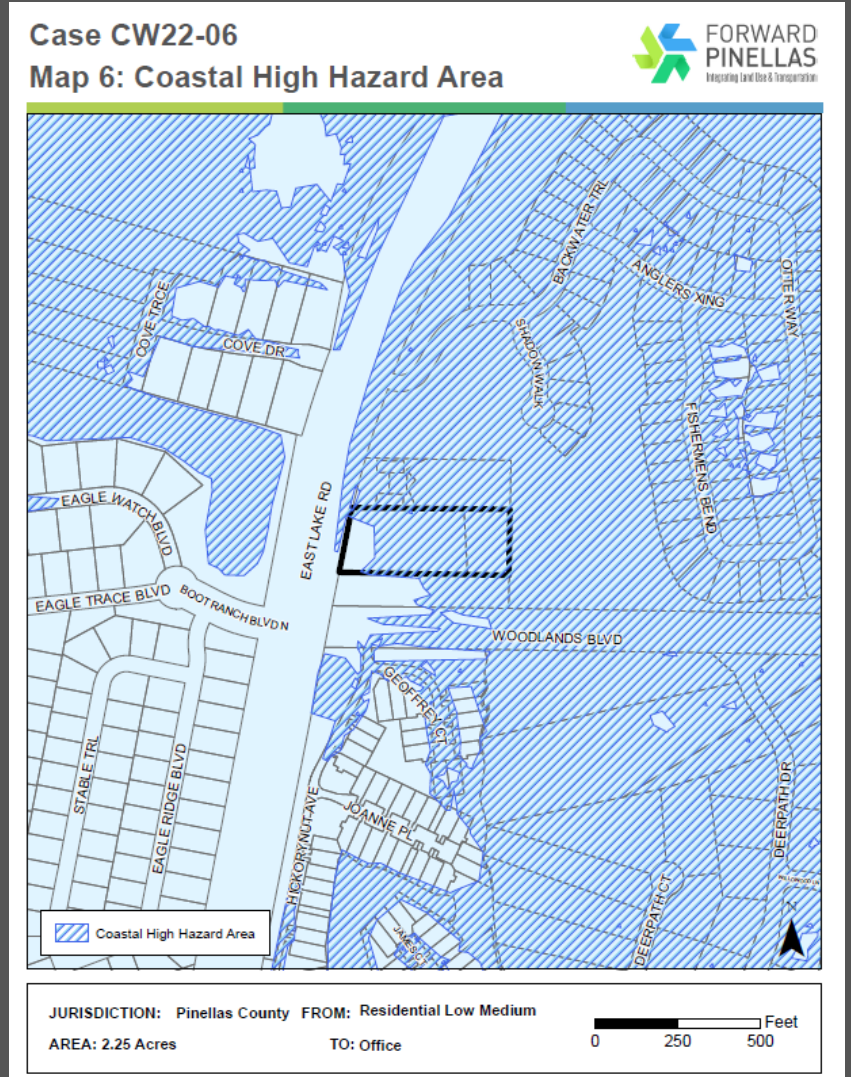 Case CW22-06
Map 6: Coastal High Hazard Area
FORWARD
PINELLAS
Integrating Land Use & Transportation
BACKWATER TRL
ANGLERS XING
OTTER WAY
COVE TRCE
COVE DR
SHADOW WALK
FISHERMENS BEND
EAST LAKE RD
EAGLE WATCH BLVD
EAGLE TRACE BLVD
BOOT RANCH BLVD N
WOODLANDS BLVD
GEOFFREY CT
STABLE TRL
EAGLE RIDGE BLVD
HICKORYNUT AVE
JOANNE PL
DEERPATH DR
DEERPATH CT
JAMES CT
N
Coastal High Hazard Area
JURISDICTION: Pinellas County FROM: Residential Low Medium
AREA: 2.25 Acres TO: Office
Feet
0 250 500